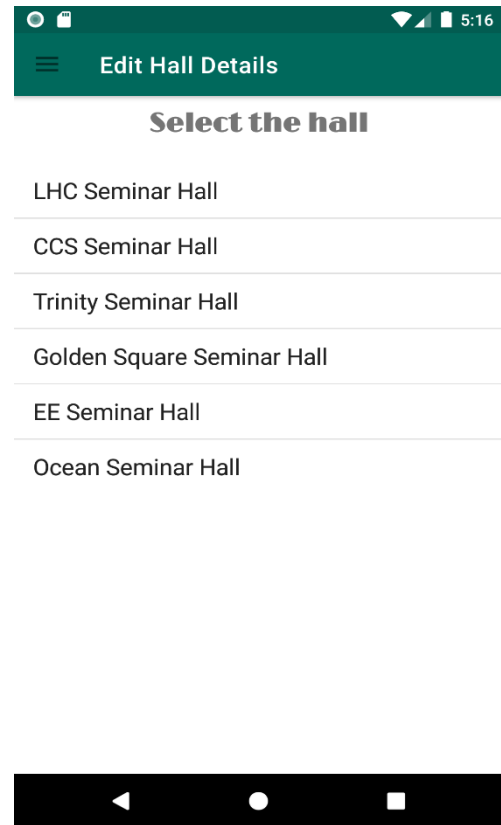 5:16
Edit Hall Details
Select the hall
LHC Seminar Hall
CCS Seminar Hall
Trinity Seminar Hall
Golden Square Seminar Hall
EE Seminar Hall
Ocean Seminar Hall